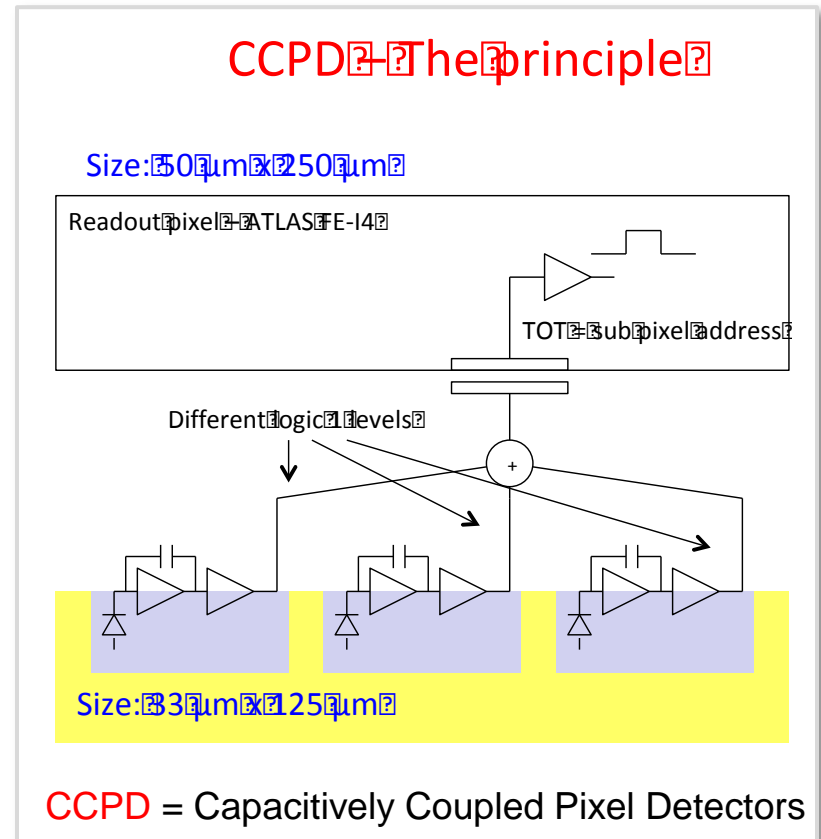 CCPD – The principle
Size: 50 µm x 250 µm
Readout pixel – ATLAS FE-I4
TOT = sub pixel address
Different logic 1 levels
+
Size: 33 µm x 125 µm
CCPD = Capacitively Coupled Pixel Detectors